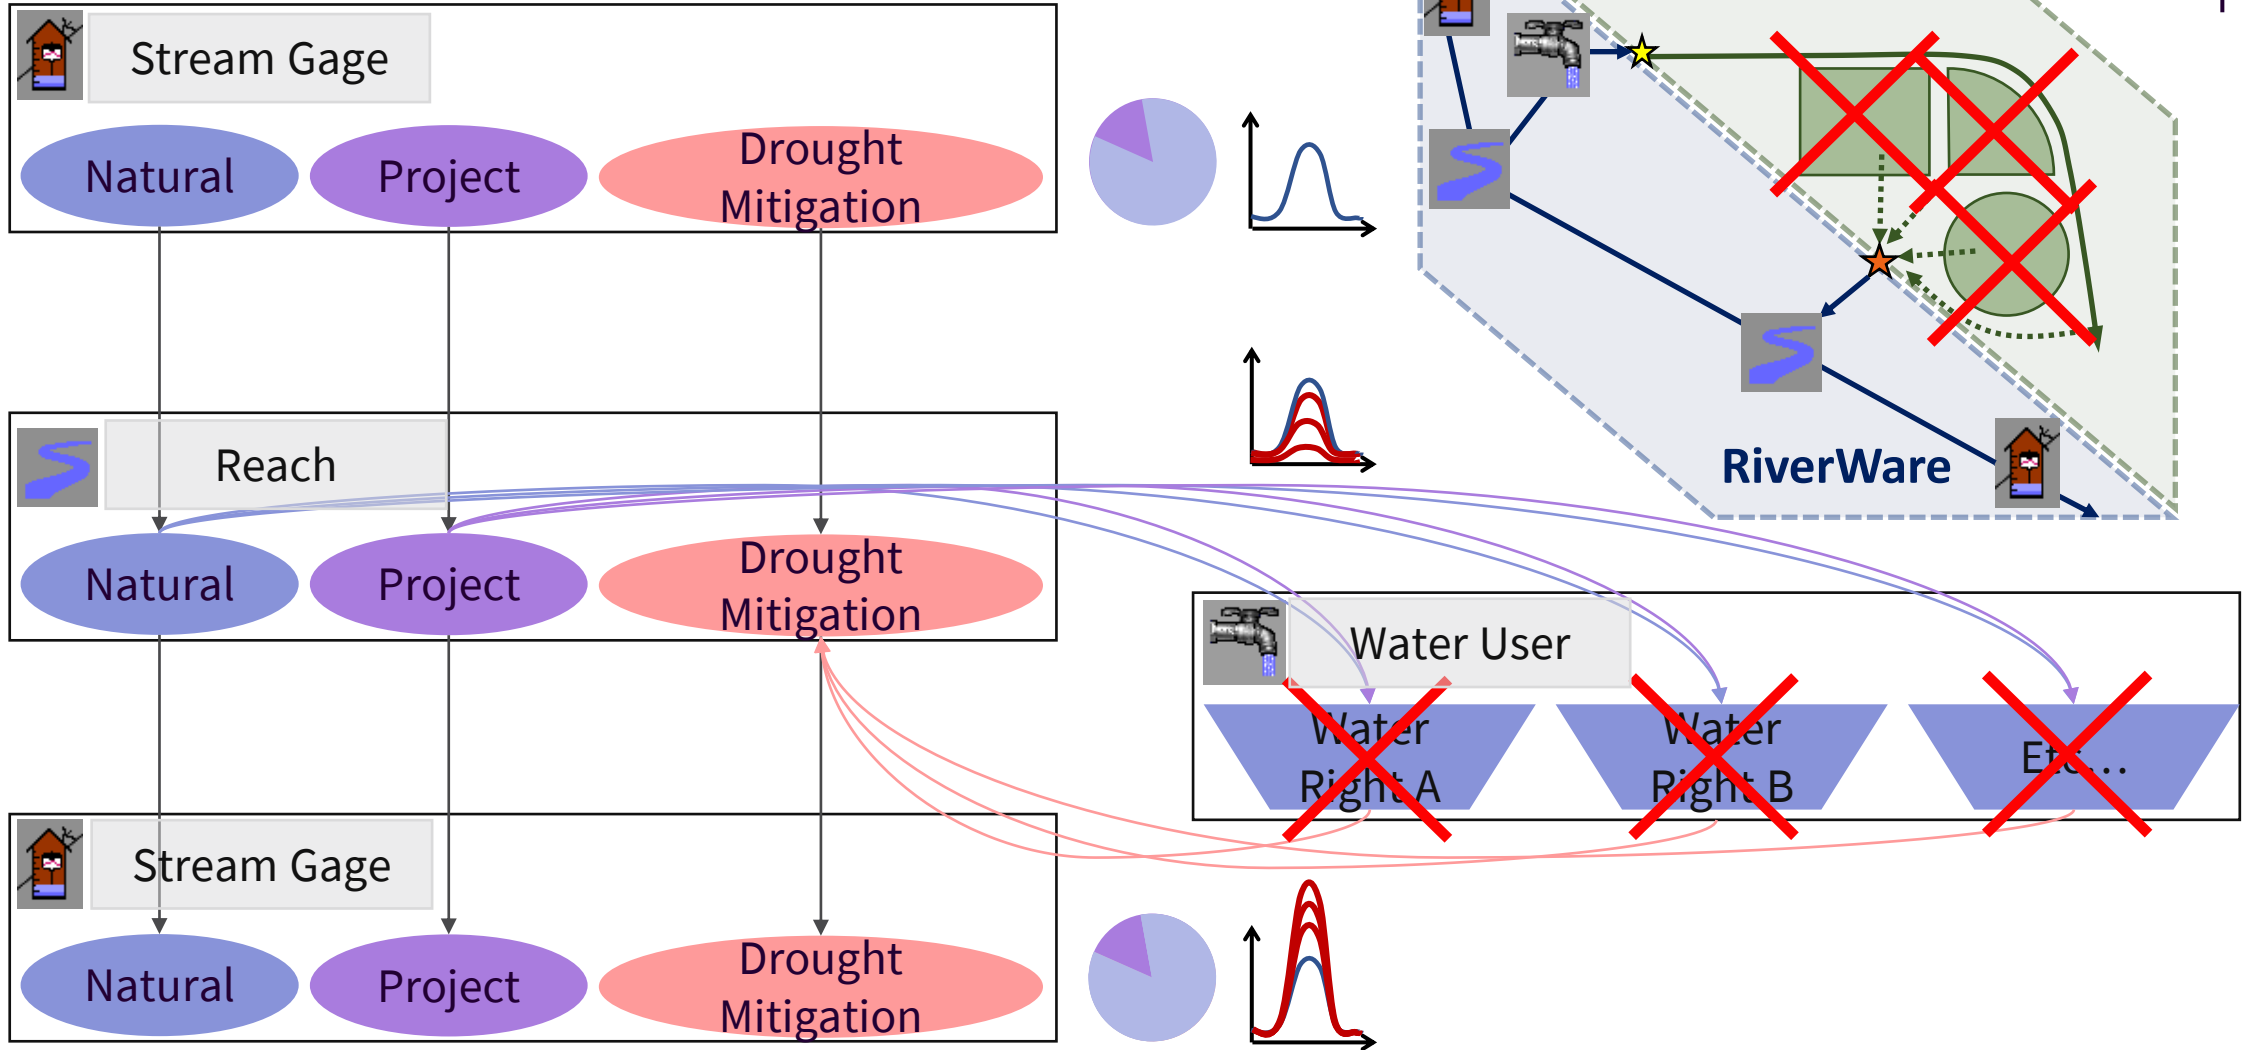 Stream Gage
Natural
Project
Drought
Mitigation
RiverWare
Reach
Natural
Project
Drought
Mitigation
Water User
Water
Right A
Water
Right B
Etc…
Stream Gage
Natural
Project
Drought
Mitigation